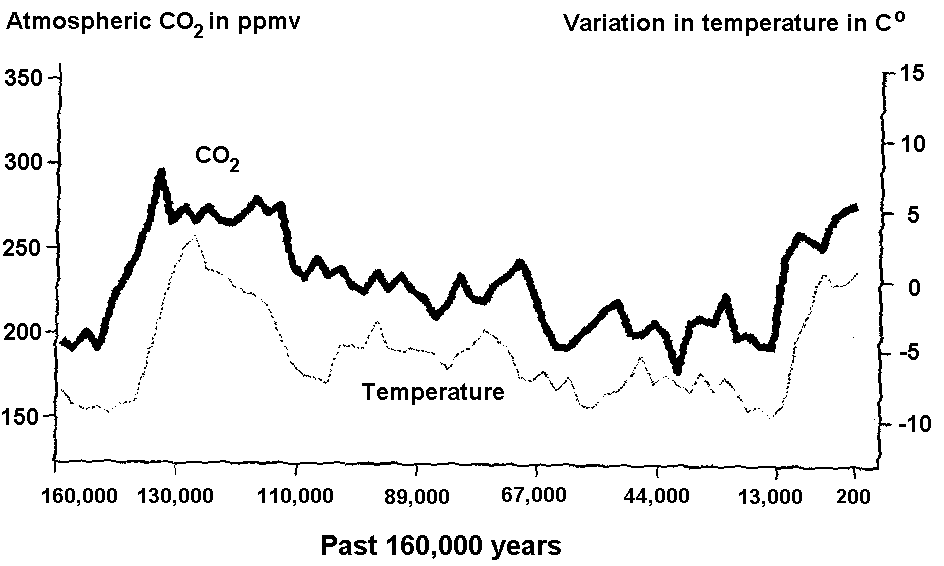 Atmospheric CO₂ in ppmv
Variation in temperature in C°
350
300
250
200
150
15
10
5
0
-5
-10
CO₂
Temperature
160,000 130,000 110,000 89,000 67,000 44,000 13,000 200
Past 160,000 years